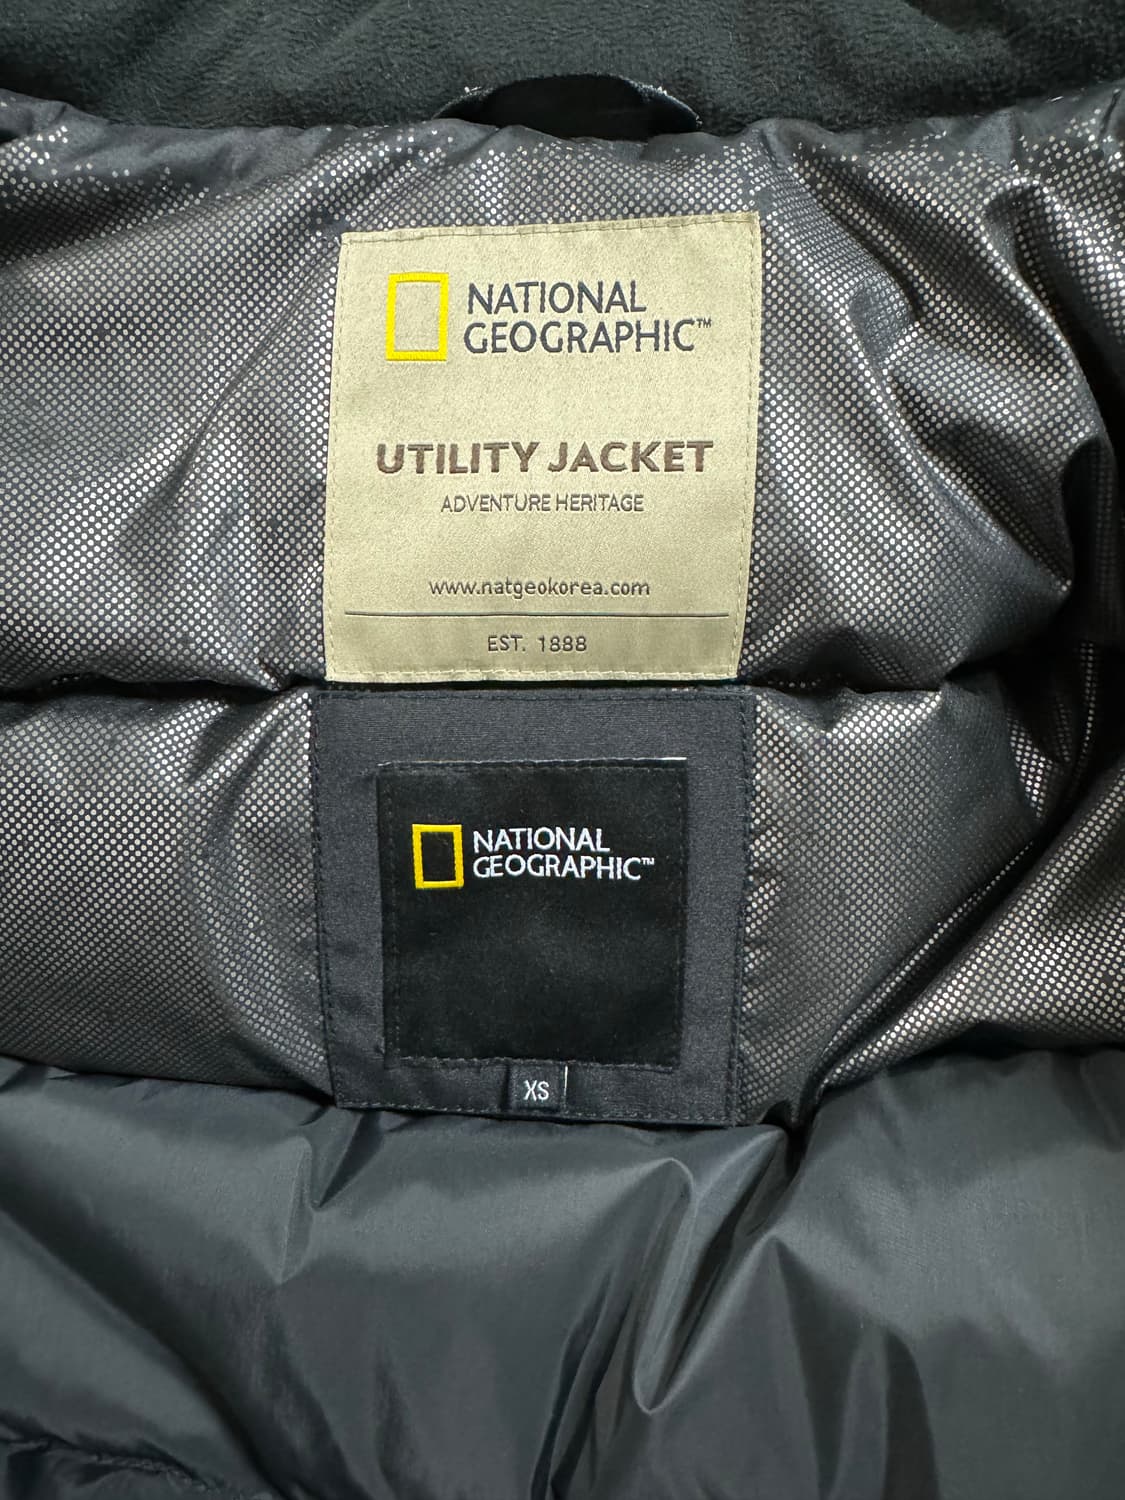 NATIONAL
GEOGRAPHIC™
UTILITY JACKET
ADVENTURE HERITAGE
www.natgeokorea.com
EST. 1888
NATIONAL
GEOGRAPHIC™
XS